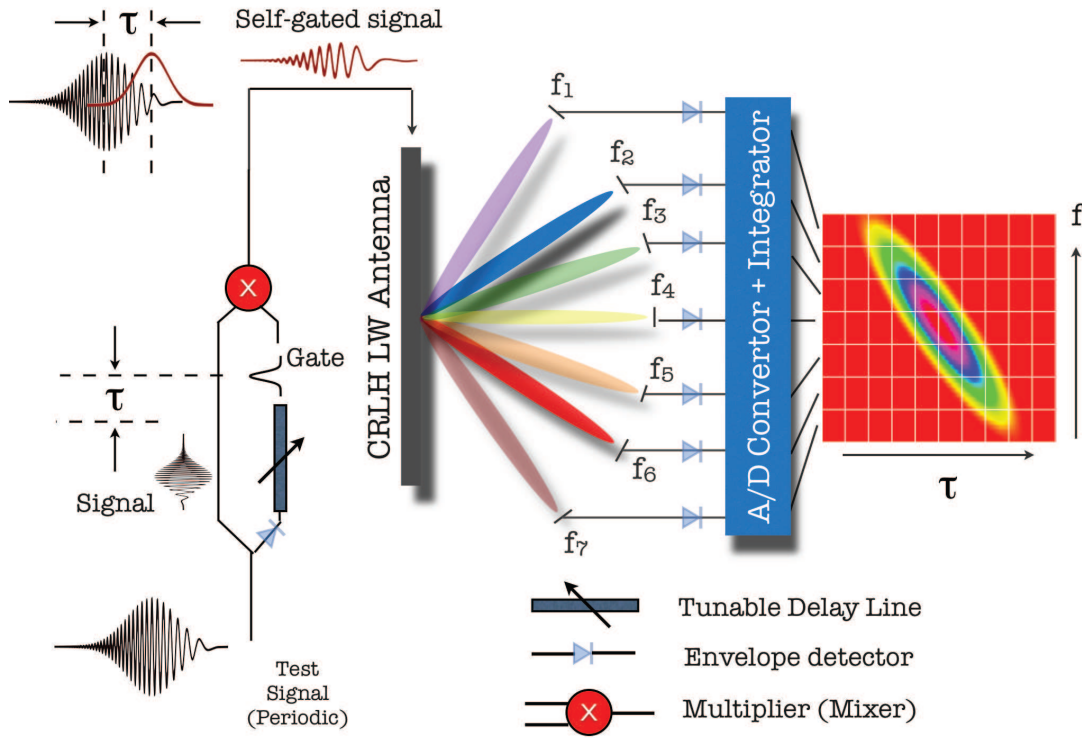 τ
Self-gated signal
f1
f2
f3
f4
f5
f6
f7
CRLH LW Antenna
A/D Convertor + Integrator
f
τ
X
Gate
τ
Signal
Test
Signal
(Periodic)
Tunable Delay Line
Envelope detector
X
Multiplier (Mixer)